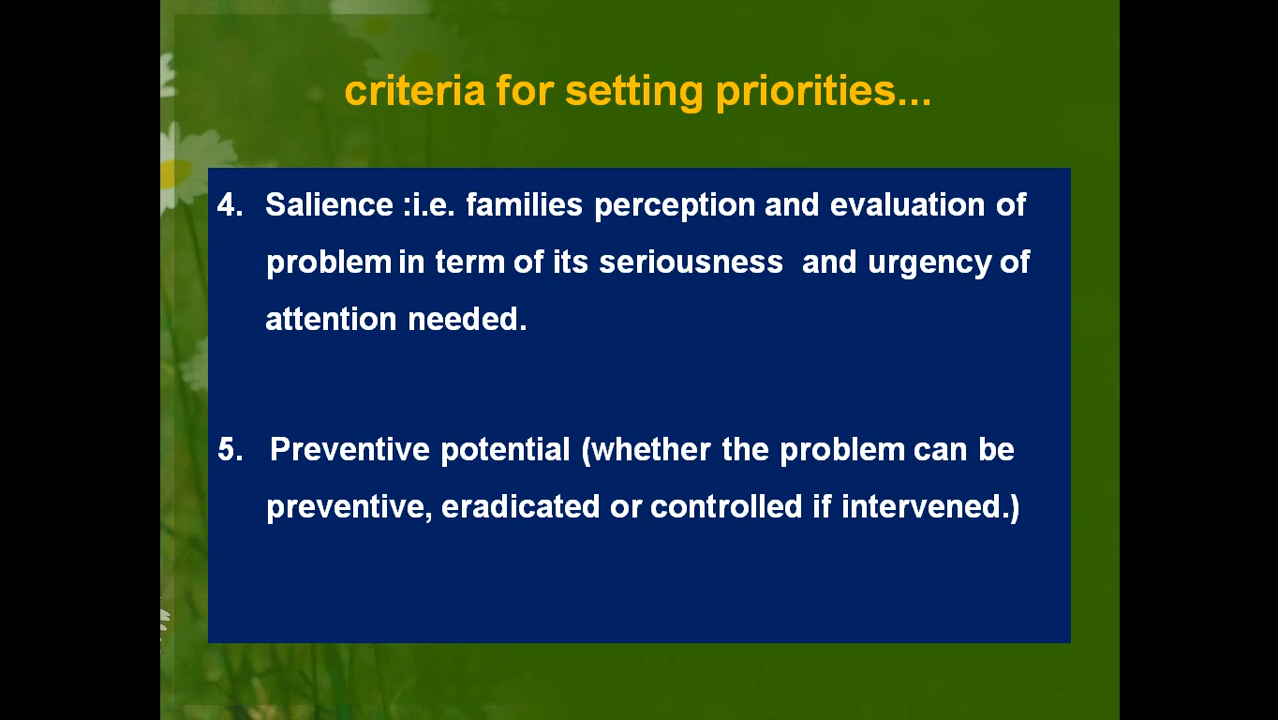 criteria for setting priorities...
4. Salience :i.e. families perception and evaluation of
problem in term of its seriousness and urgency of
attention needed.
5. Preventive potential (whether the problem can be
preventive, eradicated or controlled if intervened.)